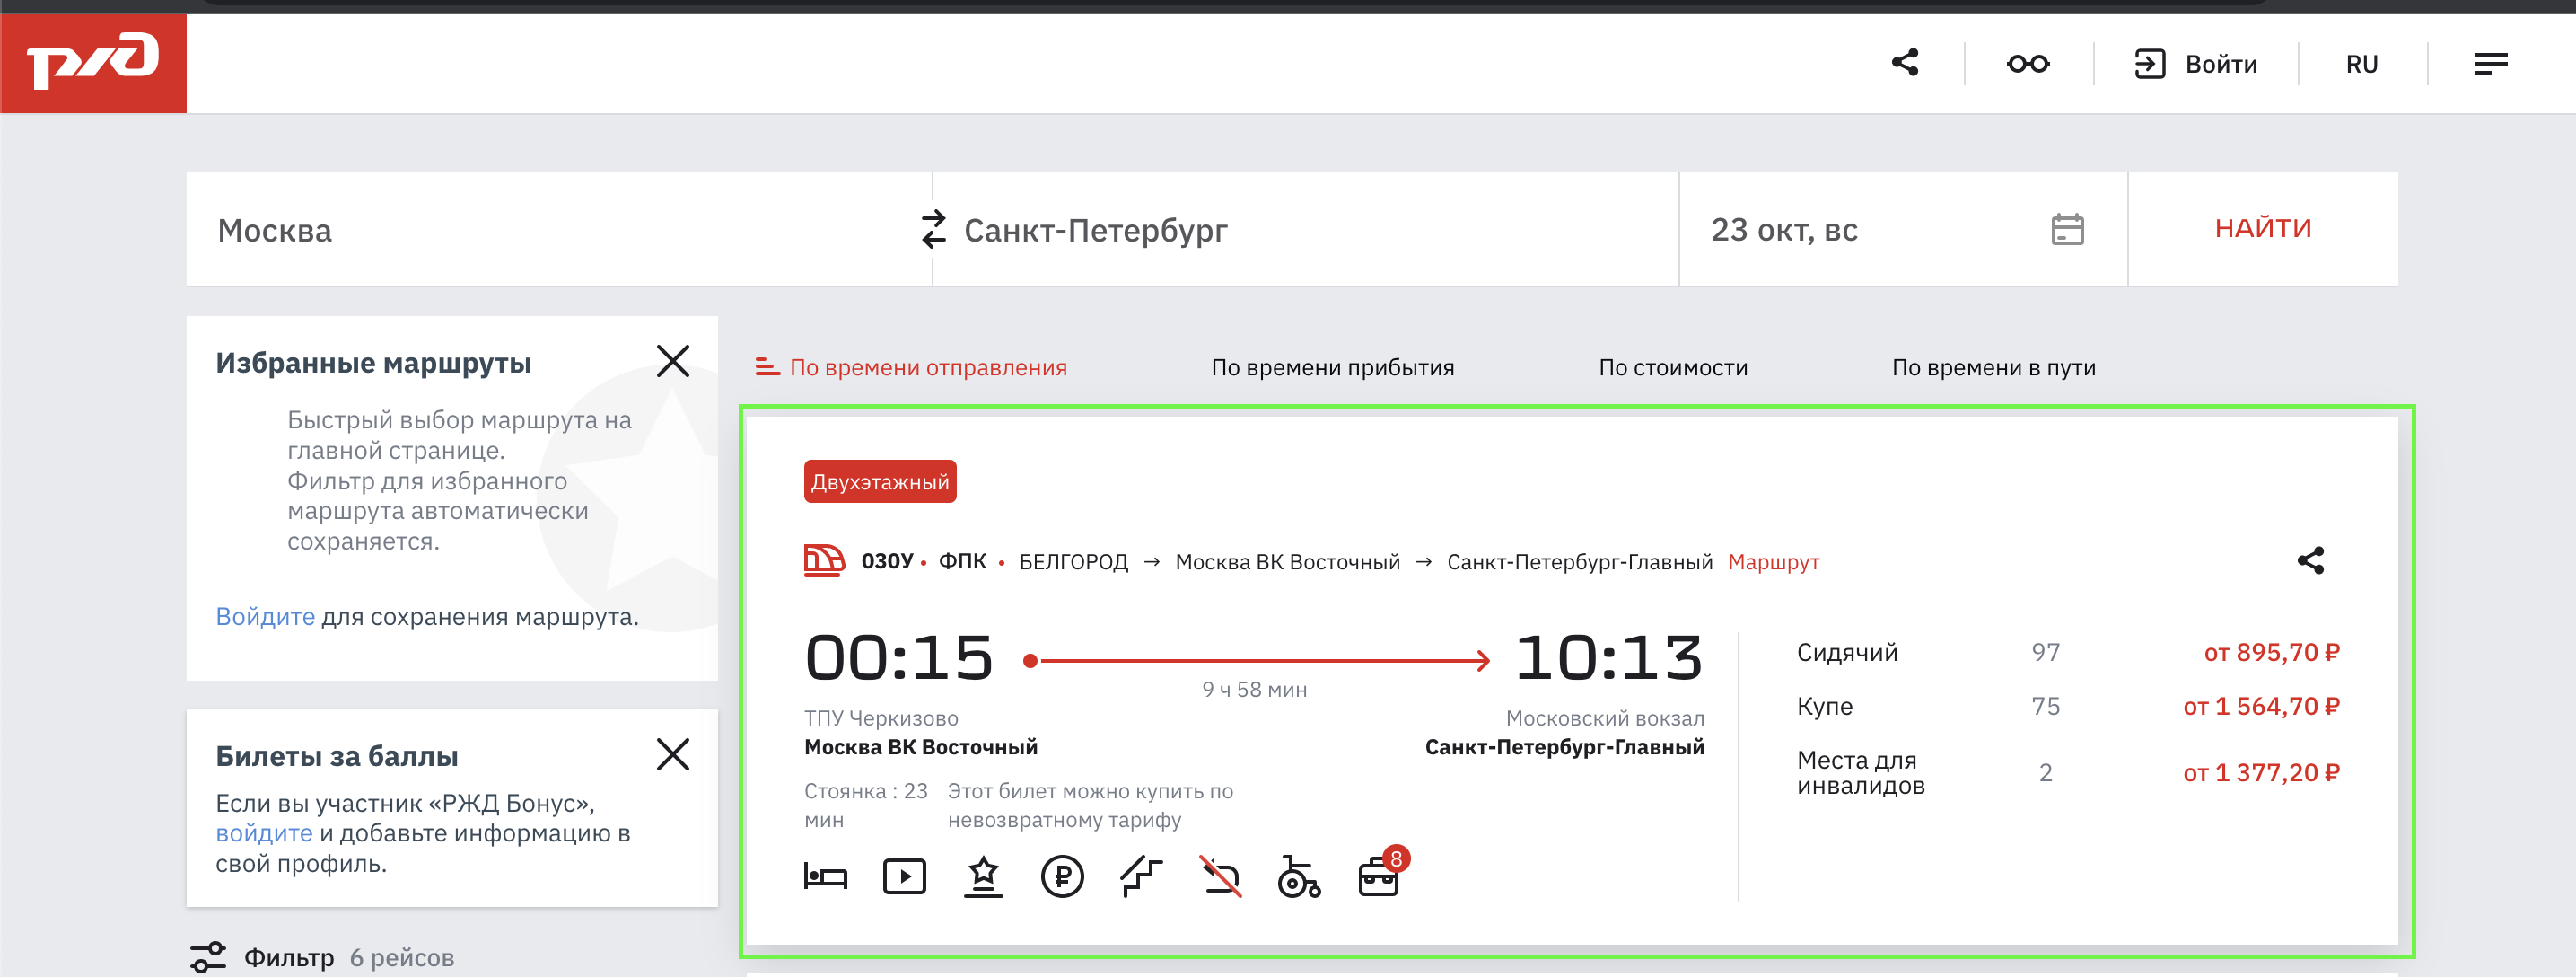 РЖД
Войти
RU
Москва
Санкт-Петербург
23 окт, вс
НАЙТИ
Избранные маршруты
Быстрый выбор маршрута на
главной странице.
Фильтр для избранного
маршрута автоматически
сохраняется.
Войдите для сохранения маршрута.
Билеты за баллы
Если вы участник «РЖД Бонус»,
войдите и добавьте информацию в
свой профиль.
Фильтр 6 рейсов
По времени отправления
По времени прибытия
По стоимости
По времени в пути
Двухэтажный
030У • ФПК • БЕЛГОРОД → Москва ВК Восточный → Санкт-Петербург-Главный Маршрут
00:15
10:13
9 ч 58 мин
ТПУ Черкизово
Москва ВК Восточный
Московский вокзал
Санкт-Петербург-Главный
Стоянка : 23
мин
Этот билет можно купить по
невозвратному тарифу
8
Сидячий 97 от 895,70 ₽
Купе 75 от 1 564,70 ₽
Места для
инвалидов 2 от 1 377,20 ₽